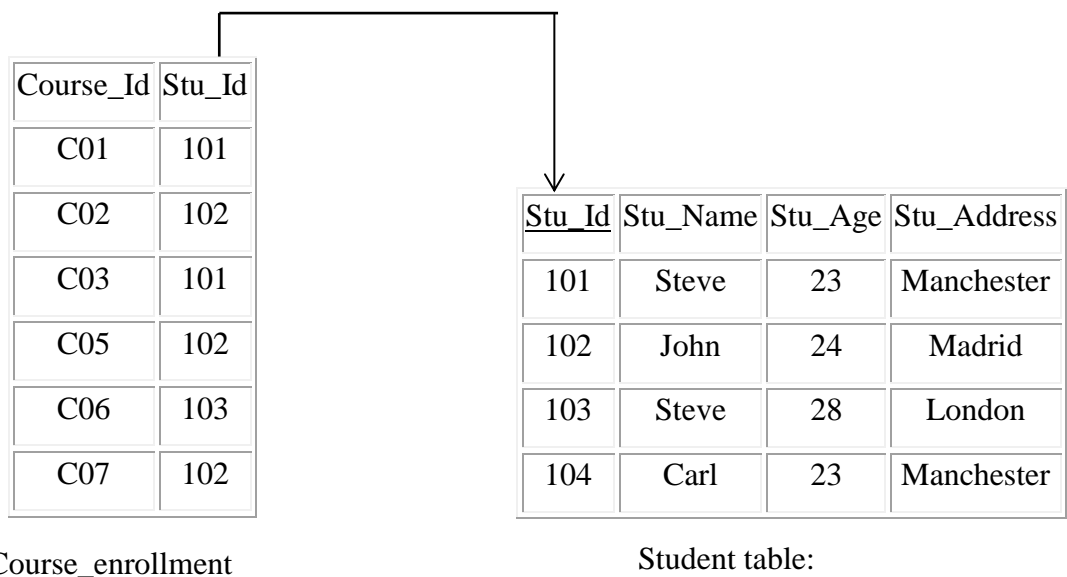 Course_Id Stu_Id
C01 101
C02 102
C03 101
C05 102
C06 103
C07 102
Course_enrollment
Stu_Id Stu_Name Stu_Age Stu_Address
101 Steve 23 Manchester
102 John 24 Madrid
103 Steve 28 London
104 Carl 23 Manchester
Student table: